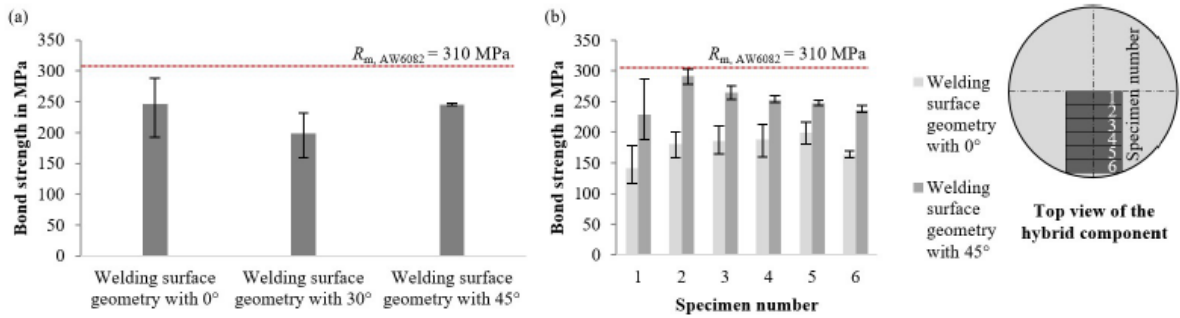 (a)
350
300
250
200
150
100
50
0
Bond strength in MPa
Rm, AW6082 = 310 MPa
Welding surface
geometry with 0°
Welding surface
geometry with 30°
Welding surface
geometry with 45°
(b)
350
300
250
200
150
100
50
0
Bond strength in MPa
Rm, AW6082 = 310 MPa
1 2 3 4 5 6
Specimen number
Welding
surface
geometry
with 0°
Welding
surface
geometry
with 45°
1
2
3
4
5
6
Specimen number
Top view of the
hybrid component